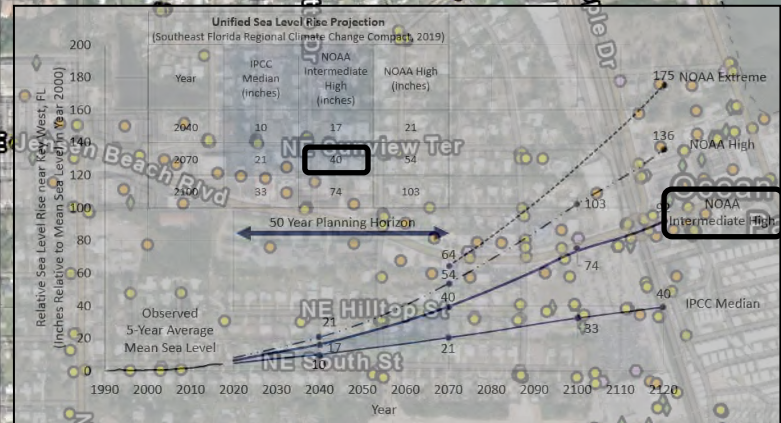 Unified Sea Level Rise Projection
(Southeast Florida Regional Climate Change Compact, 2019)
Year
IPCC Median (inches)
NOAA Intermediate High (inches)
NOAA High (inches)
2040 10 17 21
2070 21 40 54
2100 33 74 103
Relative Sea Level Rise near Key West, FL
(Inches Relative to Mean Sea Level in Year 2000)
200
180
160
140
120
100
80
60
40
20
0
50 Year Planning Horizon
Observed
5-Year Average
Mean Sea Level
175 NOAA Extreme
136
NOAA High
103
NOAA
Intermediate High
74
64
54
40
40
IPCC Median
33
21
21
17
10
1990 2000 2010 2020 2030 2040 2050 2060 2070 2080 2090 2100 2110 2120
Year
Beach Blvd
NE Hilltop St
NE South St
Dr
ple Dr
Ter